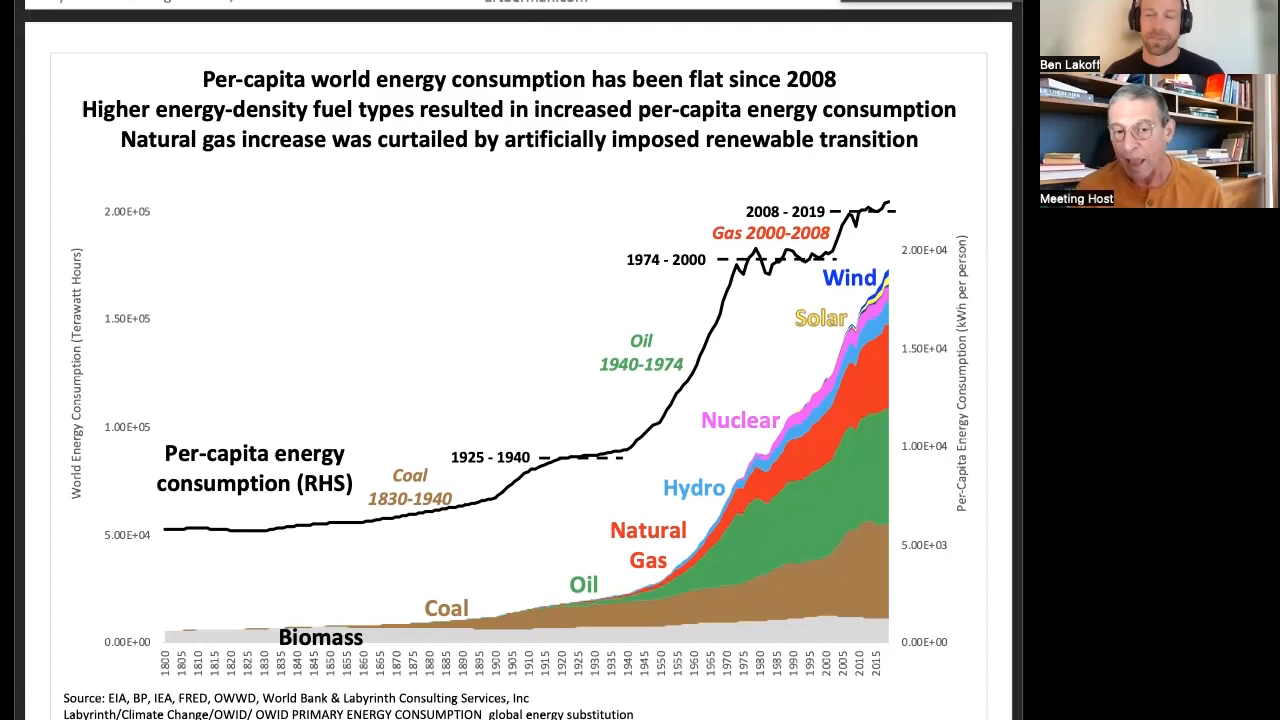 artberman.com
Per-capita world energy consumption has been flat since 2008
Higher energy-density fuel types resulted in increased per-capita energy consumption
Natural gas increase was curtailed by artificially imposed renewable transition
Ben Lakoff
Meeting Host
2.00E+05
1.50E+05
1.00E+05
5.00E+04
0.00E+00
World Energy Consumption (Terawatt Hours)
2008 - 2019
Gas 2000-2008
1974 - 2000
Wind
Solar
Oil
1940-1974
Nuclear
1925 - 1940
Per-capita energy
consumption (RHS)
Coal
1830-1940
Hydro
Natural
Gas
Oil
Coal
Biomass
2.00E+04
1.50E+04
1.00E+04
5.00E+03
0.00E+00
Per-Capita Energy Consumption (kWh per person)
1800 1805 1810 1815 1820 1825 1830 1835 1840 1845 1850 1855 1860 1865 1870 1875 1880 1885 1890 1895 1900 1905 1910 1915 1920 1925 1930 1935 1940 1945 1950 1955 1960 1965 1970 1975 1980 1985 1990 1995 2000 2005 2010 2015
Source: EIA, BP, IEA, FRED, OWWD, World Bank & Labyrinth Consulting Services, Inc
Labyrinth/Climate Change/OWID/ OWID PRIMARY ENERGY CONSUMPTION global energy substitution